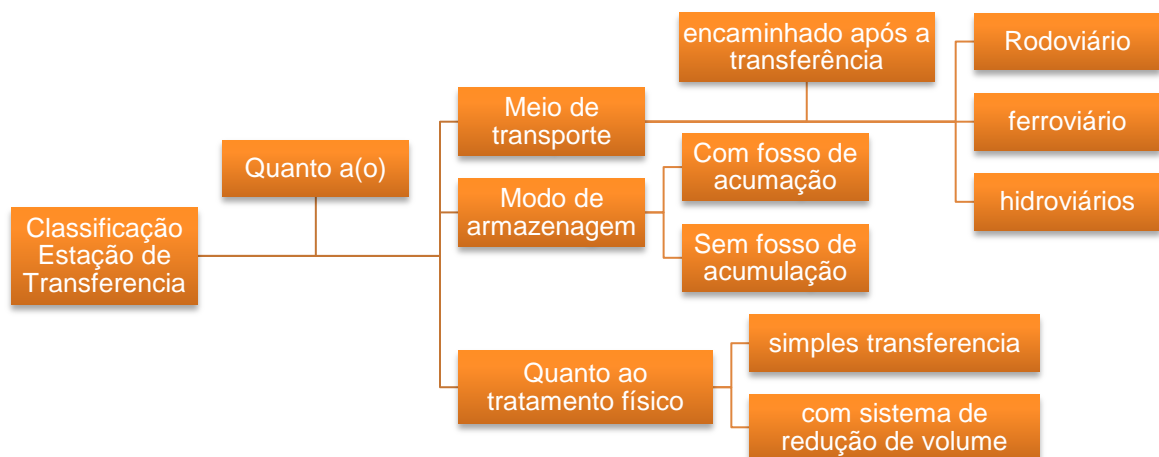 Classificação
Estação de
Transferencia
Quanto a(o)
Meio de
transporte
encaminhado após a
transferência
Rodoviário
ferroviário
hidroviários
Modo de
armazenagem
Com fosso de
acumação
Sem fosso de
acumulação
Quanto ao
tratamento físico
simples transferencia
com sistema de
redução de volume